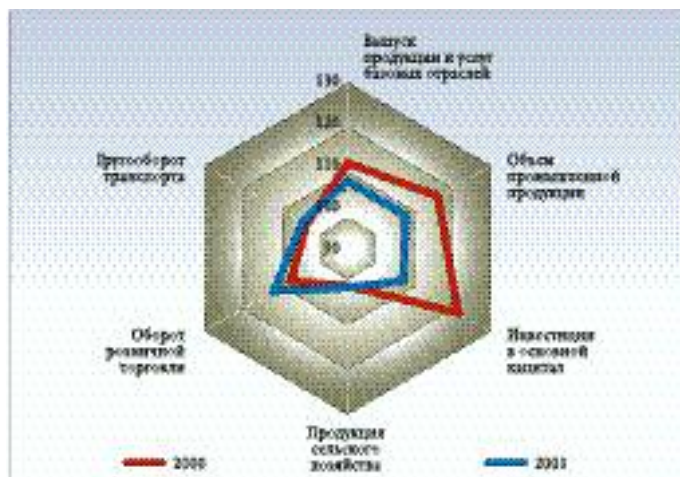 Выпуск
продукции и услуг
базовых отраслей
130
120
110
90
Грузооборот
транспорта
Объем
промышленной
продукции
Оборот
розничной
торговли
Инвестиции
в основной
капитал
Продукция
сельского
хозяйства
2000